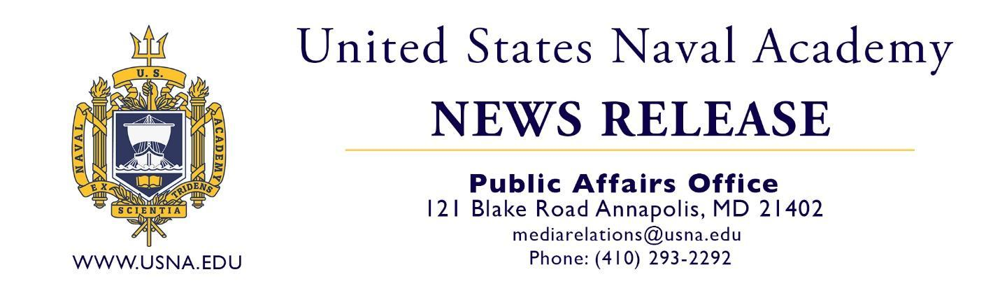 U. S.
NAVAL
ACADEMY
EX
TRIDENS
SCIENTIA
WWW.USNA.EDU
United States Naval Academy
NEWS RELEASE
Public Affairs Office
121 Blake Road Annapolis, MD 21402
mediarelations@usna.edu
Phone: (410) 293-2292